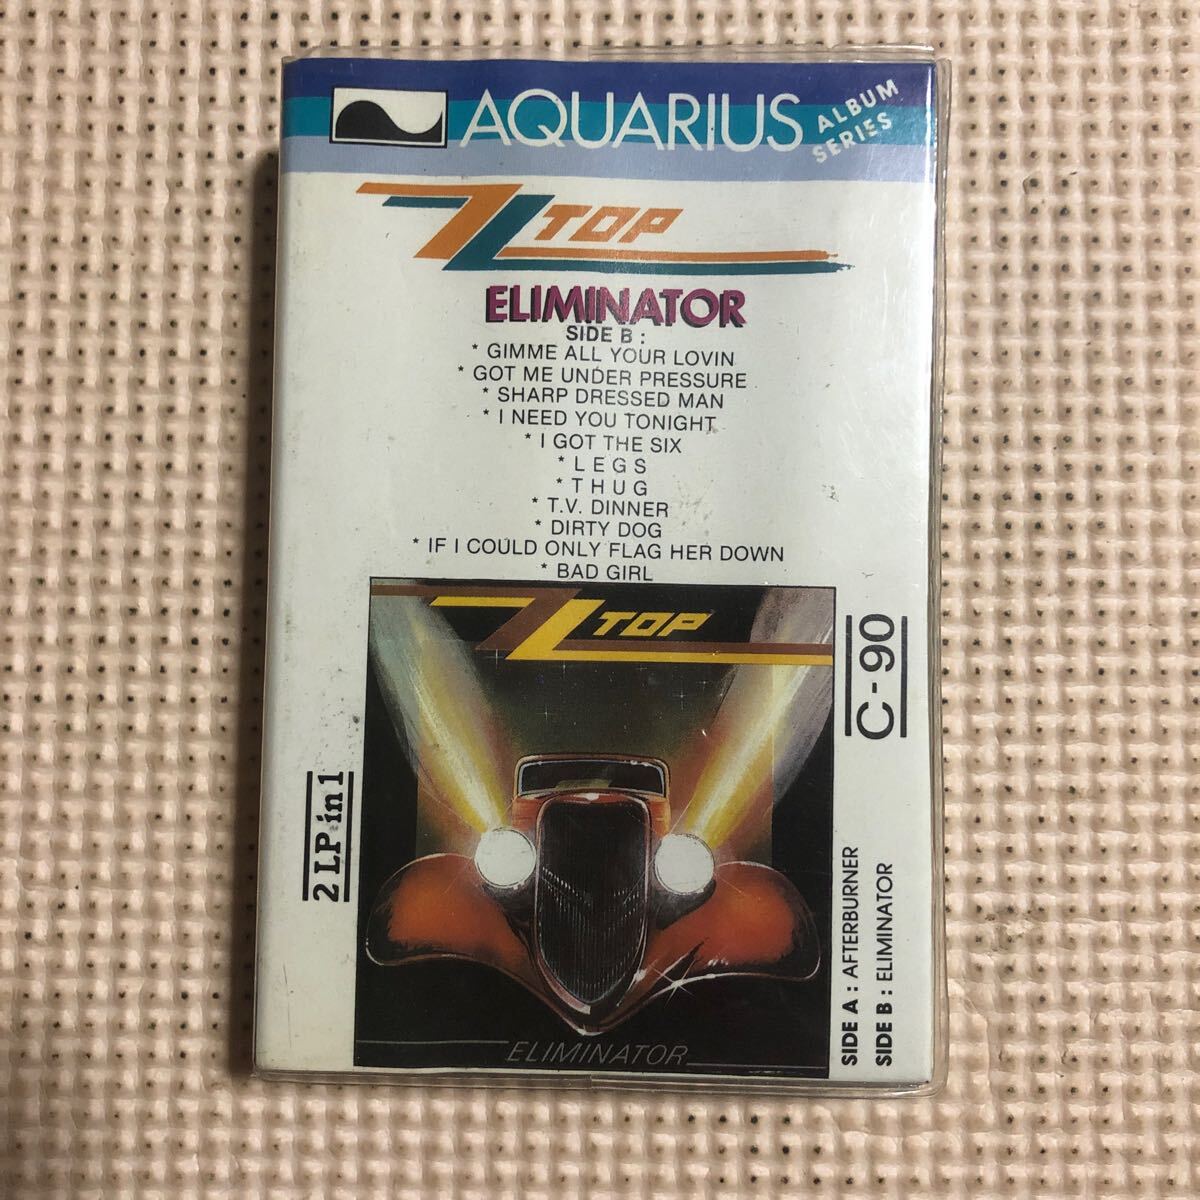 AQUARIUS
ALBUM
SERIES
ZZ TOP
ELIMINATOR
SIDE B :
* GIMME ALL YOUR LOVIN
* GOT ME UNDER PRESSURE
* SHARP DRESSED MAN
* I NEED YOU TONIGHT
* I GOT THE SIX
* L E G S
* T H U G
* T.V. DINNER
* DIRTY DOG
* IF I COULD ONLY FLAG HER DOWN
* BAD GIRL
ZZ TOP
ELIMINATOR
2 LP in 1
C-90
SIDE A : AFTERBURNER
SIDE B : ELIMINATOR